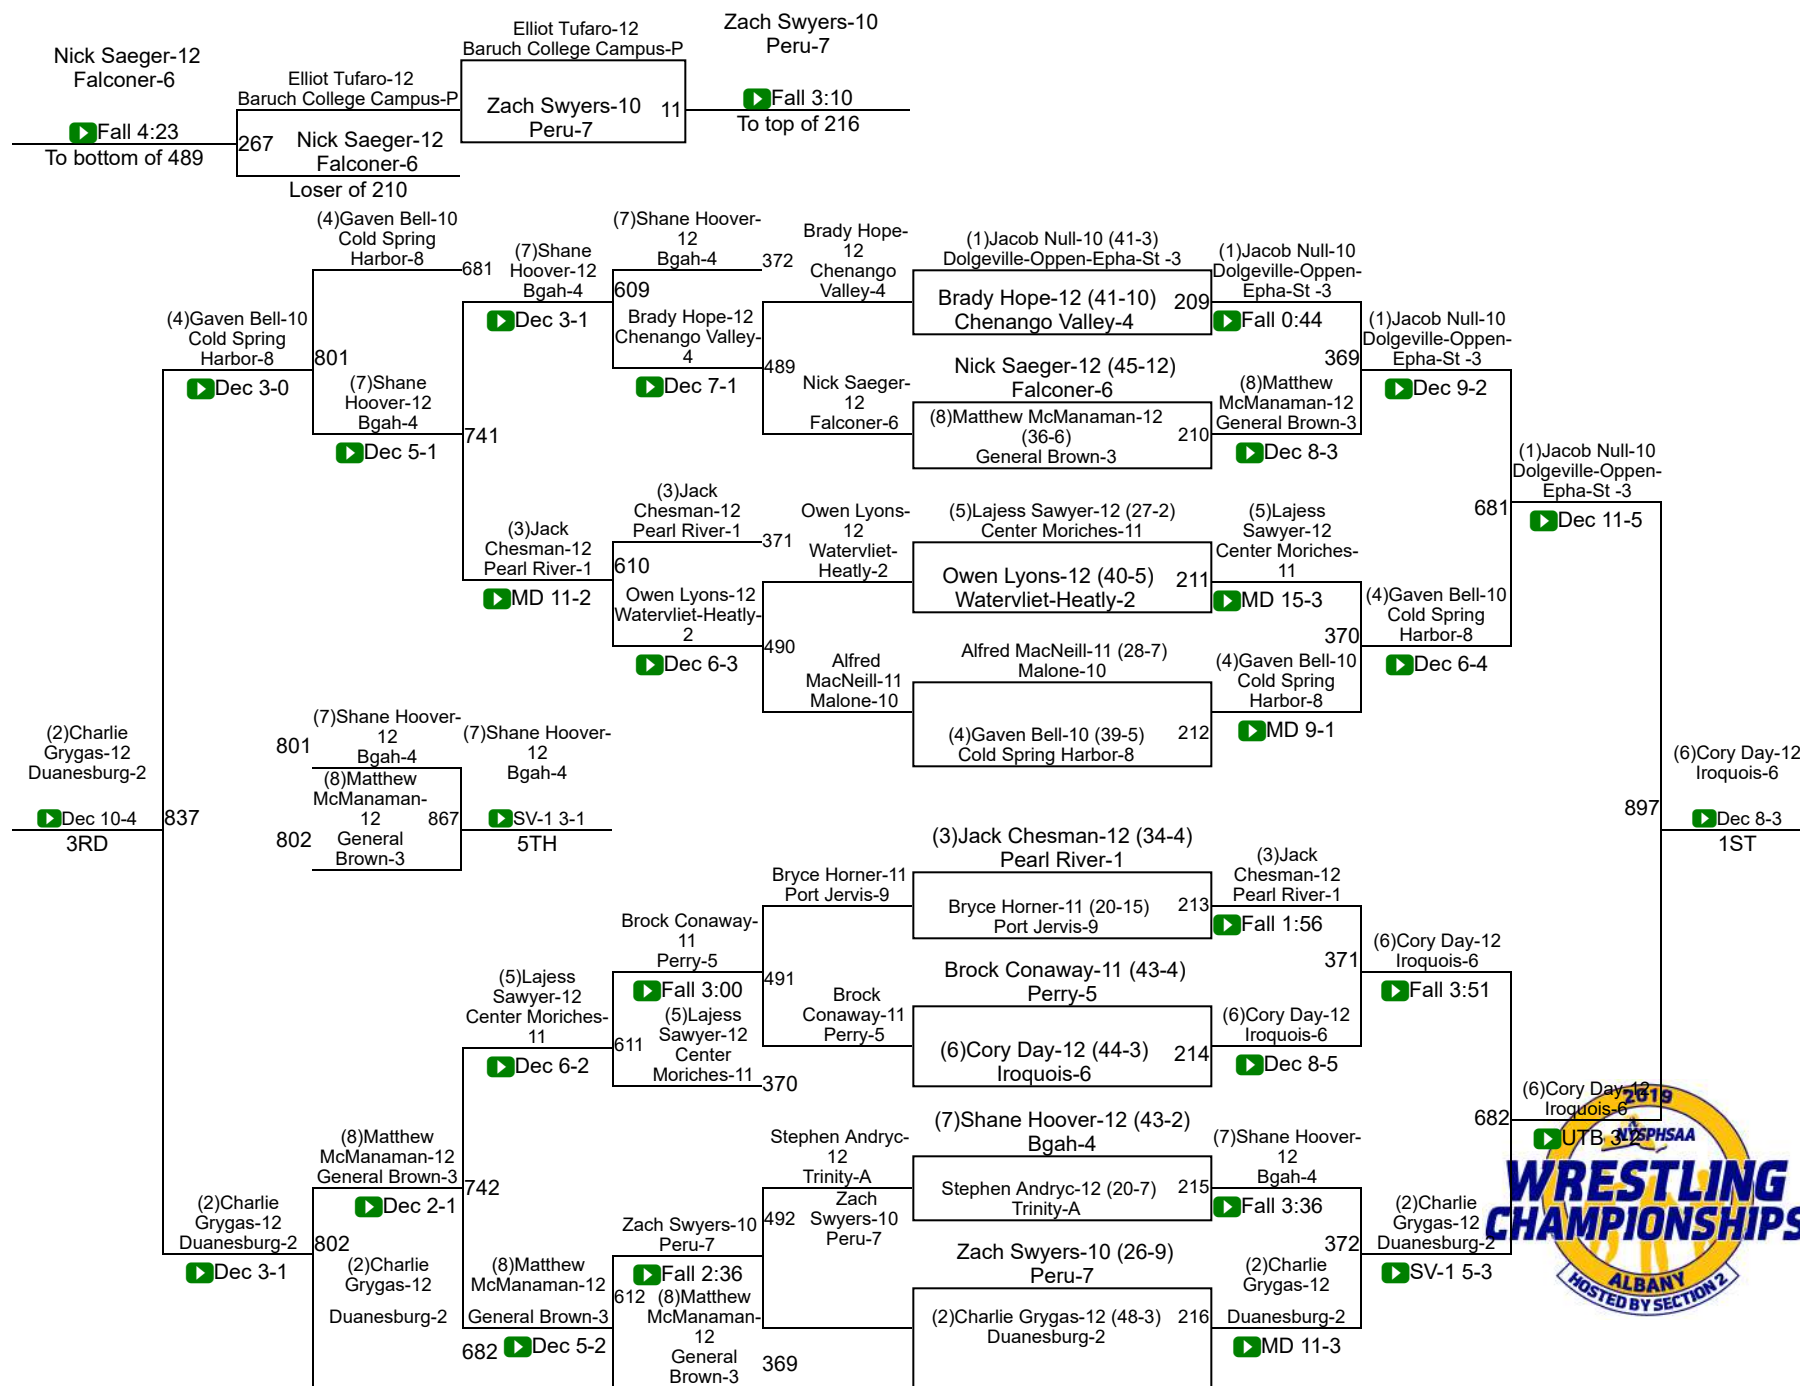 Nick Saeger-12
Falconer-6
Fall 4:23
To bottom of 489
Elliot Tufaro-12
Baruch College Campus-P
267
Nick Saeger-12
Falconer-6
Loser of 210
Elliot Tufaro-12
Baruch College Campus-P
Zach Swyers-10
Peru-7
11
Zach Swyers-10
Peru-7
Fall 3:10
To top of 216
(4)Gaven Bell-10
Cold Spring
Harbor-8
681
(4)Gaven Bell-10
Cold Spring
Harbor-8
Dec 3-0
801
(7)Shane
Hoover-12
Bgah-4
Dec 5-1
(7)Shane
Hoover-12
Bgah-4
Dec 3-1
741
(3)Jack
Chesman-12
Pearl River-1
MD 11-2
(7)Shane Hoover-
12
Bgah-4
372
609
Brady Hope-12
Chenango Valley-
4
Dec 7-1
(3)Jack
Chesman-12
Pearl River-1
371
610
Owen Lyons-12
Watervliet-Heatly-
2
Dec 6-3
Brady Hope-
12
Chenango
Valley-4
489
Nick Saeger-
12
Falconer-6
Owen Lyons-
12
Watervliet-
Heatly-2
490
Alfred
MacNeill-11
Malone-10
(1)Jacob Null-10 (41-3)
Dolgeville-Oppen-Epha-St -3
Brady Hope-12 (41-10)
Chenango Valley-4
209
Nick Saeger-12 (45-12)
Falconer-6
(8)Matthew McManaman-12
(36-6)
General Brown-3
210
(5)Lajess Sawyer-12 (27-2)
Center Moriches-11
Owen Lyons-12 (40-5)
Watervliet-Heatly-2
211
Alfred MacNeill-11 (28-7)
Malone-10
(4)Gaven Bell-10 (39-5)
Cold Spring Harbor-8
212
(1)Jacob Null-10
Dolgeville-Oppen-
Epha-St -3
Fall 0:44
369
(8)Matthew
McManaman-12
General Brown-3
Dec 8-3
(5)Lajess
Sawyer-12
Center Moriches-
11
MD 15-3
370
(4)Gaven Bell-10
Cold Spring
Harbor-8
MD 9-1
(1)Jacob Null-10
Dolgeville-Oppen-
Epha-St -3
Dec 9-2
681
(4)Gaven Bell-10
Cold Spring
Harbor-8
Dec 6-4
(1)Jacob Null-10
Dolgeville-Oppen-
Epha-St -3
Dec 11-5
(2)Charlie
Grygas-12
Duanesburg-2
Dec 10-4
3RD
837
801
(7)Shane Hoover-
12
Bgah-4
802
(8)Matthew
McManaman-
12
General
Brown-3
867
(7)Shane Hoover-
12
Bgah-4
SV-1 3-1
5TH
897
(6)Cory Day-12
Iroquois-6
Dec 8-3
1ST
(3)Jack Chesman-12 (34-4)
Pearl River-1
Bryce Horner-11 (20-15)
Port Jervis-9
213
Brock Conaway-11 (43-4)
Perry-5
(6)Cory Day-12 (44-3)
Iroquois-6
214
(7)Shane Hoover-12 (43-2)
Bgah-4
Stephen Andryc-12 (20-7)
Trinity-A
215
Zach Swyers-10 (26-9)
Peru-7
(2)Charlie Grygas-12 (48-3)
Duanesburg-2
216
Bryce Horner-11
Port Jervis-9
491
Brock
Conaway-11
Perry-5
Stephen Andryc-
12
Trinity-A
492
Zach
Swyers-10
Peru-7
Brock Conaway-
11
Perry-5
Fall 3:00
611
(5)Lajess
Sawyer-12
Center
Moriches-11
370
Zach Swyers-10
Peru-7
Fall 2:36
612
(8)Matthew
McManaman-
12
General
Brown-3
369
(5)Lajess
Sawyer-12
Center Moriches-
11
Dec 6-2
742
(8)Matthew
McManaman-12
General Brown-3
Dec 5-2
682
(8)Matthew
McManaman-12
General Brown-3
Dec 2-1
802
(2)Charlie
Grygas-12
Duanesburg-2
(2)Charlie
Grygas-12
Duanesburg-2
Dec 3-1
(3)Jack
Chesman-12
Pearl River-1
Fall 1:56
371
(6)Cory Day-12
Iroquois-6
Dec 8-5
(7)Shane Hoover-
12
Bgah-4
Fall 3:36
372
(2)Charlie
Grygas-12
Duanesburg-2
MD 11-3
(6)Cory Day-12
Iroquois-6
Fall 3:51
682
(2)Charlie
Grygas-12
Duanesburg-2
SV-1 5-3
(6)Cory Day-12
Iroquois-6
UTB 3-2
2019
NYSPHSAA
WRESTLING
CHAMPIONSHIPS
ALBANY
HOSTED BY SECTION 2